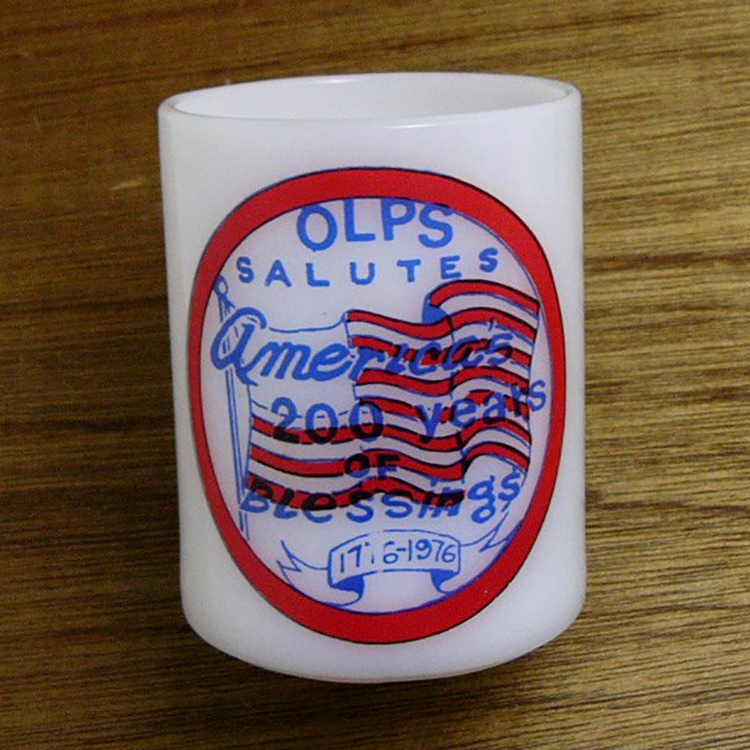 OLPS
SALUTES
America's
200 years
OF
BLessings
1776-1976